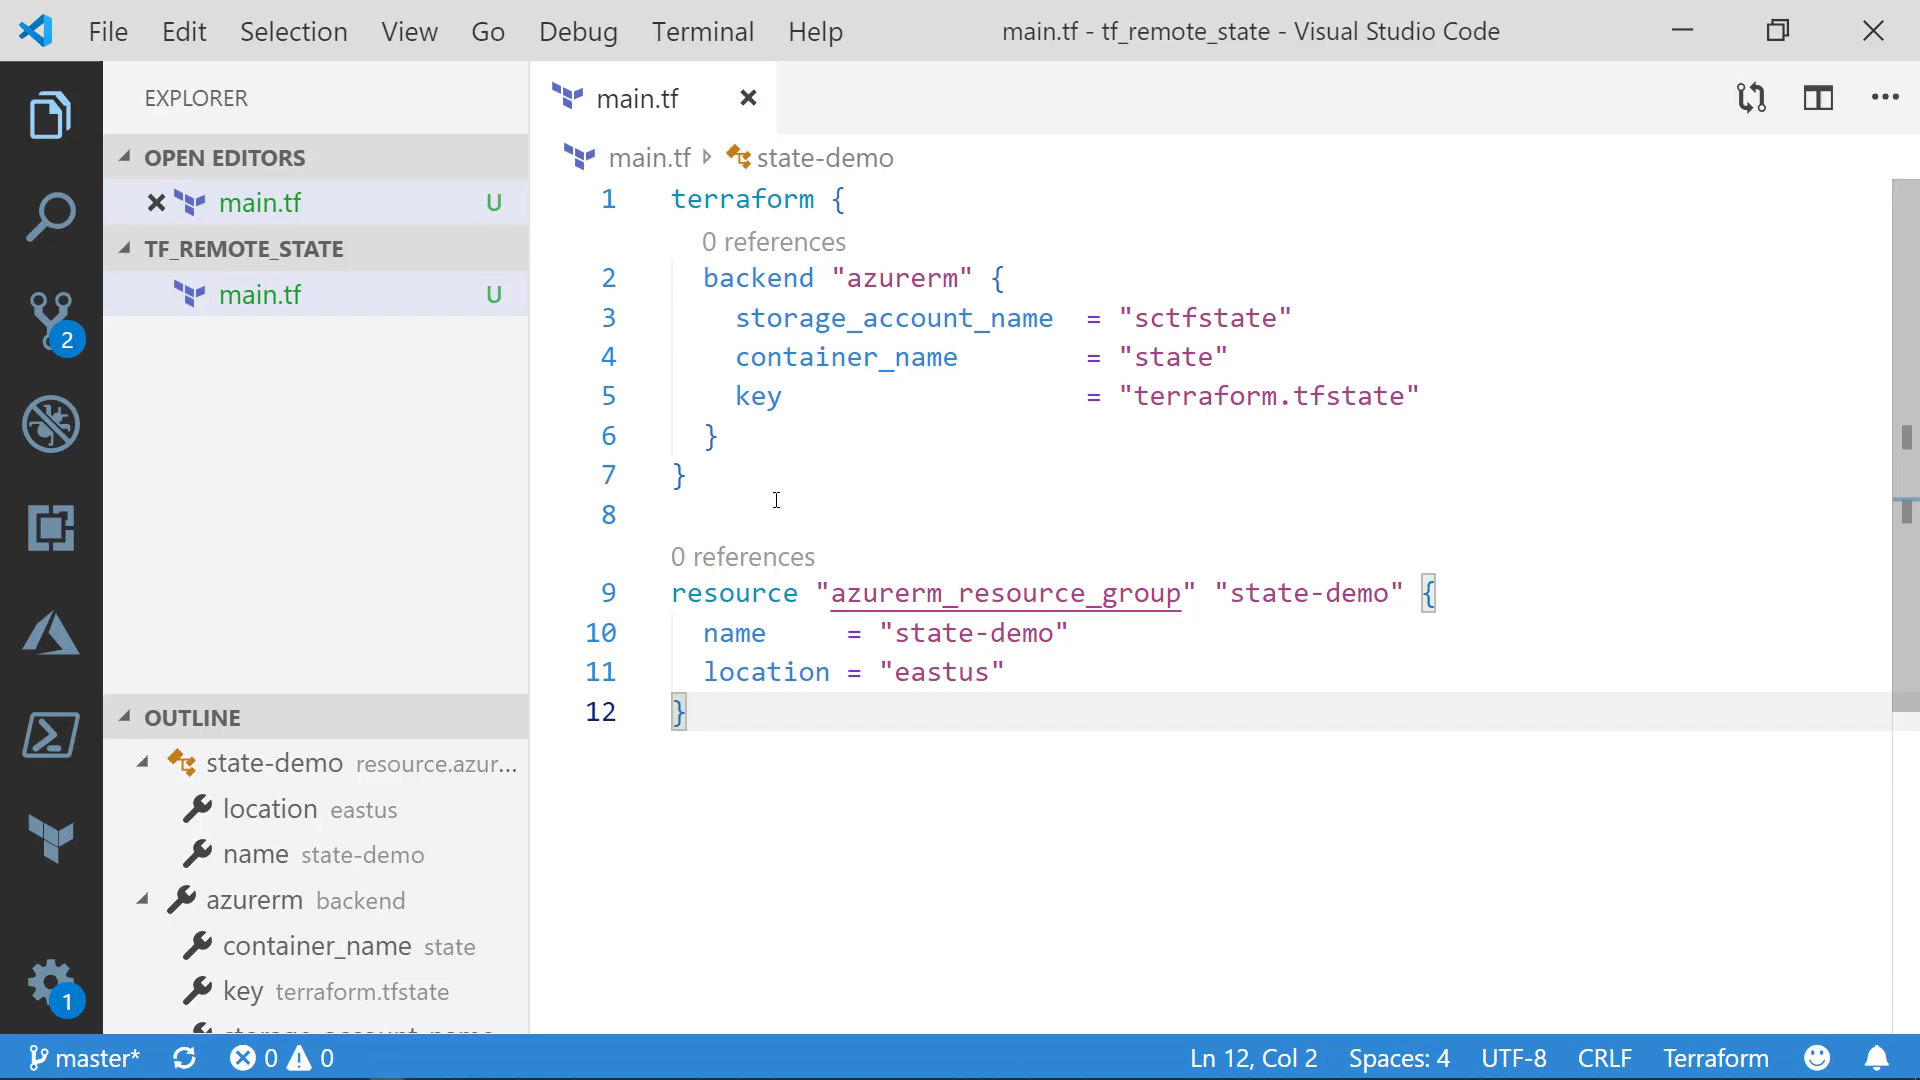 File Edit Selection View Go Debug Terminal Help main.tf - tf_remote_state - Visual Studio Code
EXPLORER
OPEN EDITORS
main.tf U
TF_REMOTE_STATE
main.tf U
2
OUTLINE
state-demo resource.azur...
location eastus
name state-demo
azurerm backend
container_name state
key terraform.tfstate
1
main.tf
main.tf state-demo
1 terraform {
0 references
2 backend "azurerm" {
3 storage_account_name = "sctfstate"
4 container_name = "state"
5 key = "terraform.tfstate"
6 }
7 }
8
0 references
9 resource "azurerm_resource_group" "state-demo" {
10 name = "state-demo"
11 location = "eastus"
12 }
master* 0 0 Ln 12, Col 2 Spaces: 4 UTF-8 CRLF Terraform